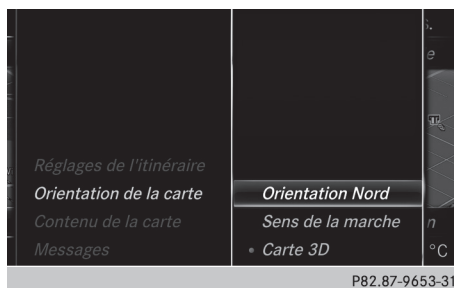 s.
e
Réglages de l'itinéraire
Orientation de la carte
Orientation Nord
Contenu de la carte
Sens de la marche
n
Messages
• Carte 3D
°C
P82.87-9653-31